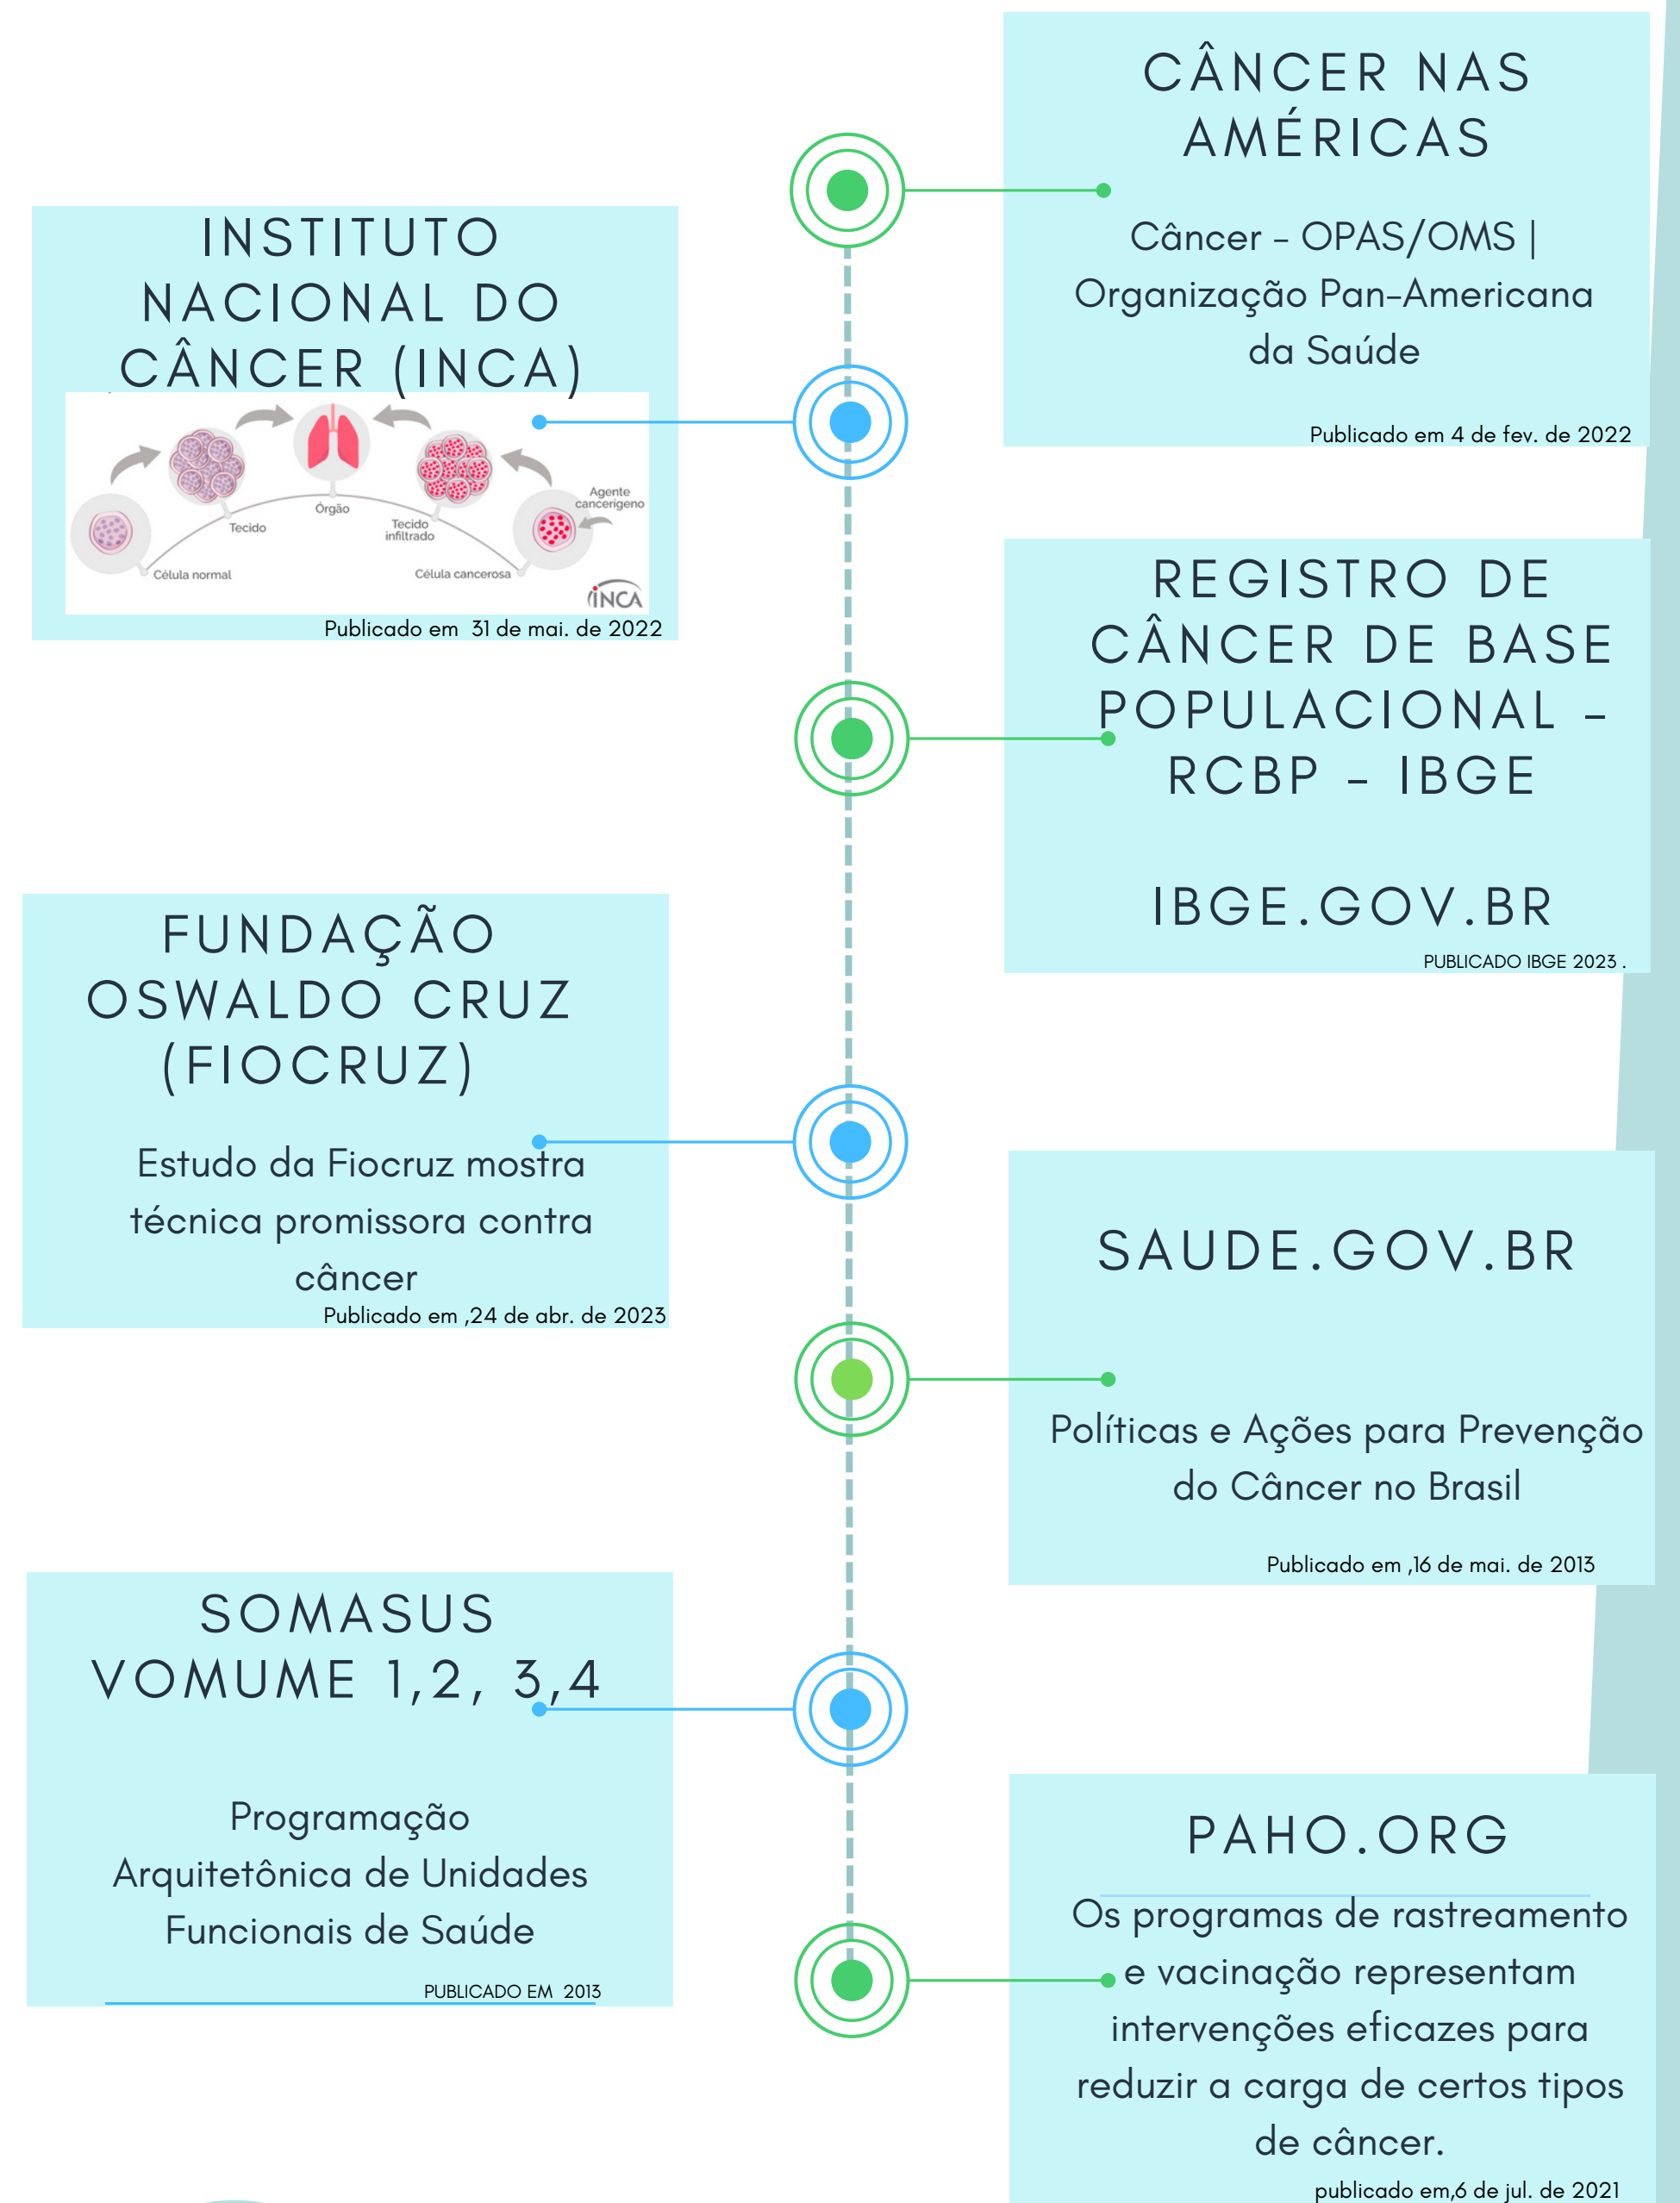 CÂNCER NAS
AMÉRICAS
Câncer - OPAS/OMS |
Organização Pan-Americana
da Saúde
Publicado em 4 de fev. de 2022
INSTITUTO
NACIONAL DO
CÂNCER (INCA)
Célula normal
Tecido
Órgão
Tecido
infiltrado
Célula cancerosa
Agente
cancerígeno
INCA
Publicado em 31 de mai. de 2022
REGISTRO DE
CÂNCER DE BASE
POPULACIONAL -
RCBP - IBGE
IBGE.GOV.BR
PUBLICADO IBGE 2023 .
FUNDAÇÃO
OSWALDO CRUZ
(FIOCRUZ)
Estudo da Fiocruz mostra
técnica promissora contra
câncer
Publicado em ,24 de abr. de 2023
SAUDE.GOV.BR
Políticas e Ações para Prevenção
do Câncer no Brasil
Publicado em ,16 de mai. de 2013
SOMASUS
VOMUME 1,2, 3,4
Programação
Arquitetônica de Unidades
Funcionais de Saúde
PUBLICADO EM 2013
PAHO.ORG
Os programas de rastreamento
e vacinação representam
intervenções eficazes para
reduzir a carga de certos tipos
de câncer.
publicado em,6 de jul. de 2021